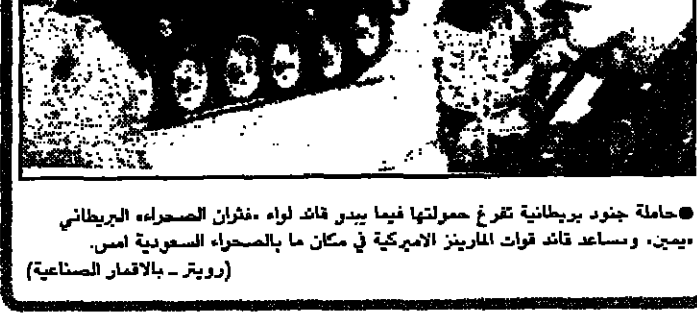 ●حاملة جنود بريطانية تفرغ حمولتها فيما يبدو قائد لواء «فئران الصحراء» البريطاني
«يمين» ومساعد قائد قوات المارينز الاميركية في مكان ما بالصحراء السعودية امس.
(رويتر ــ بالاقمار الصناعية)